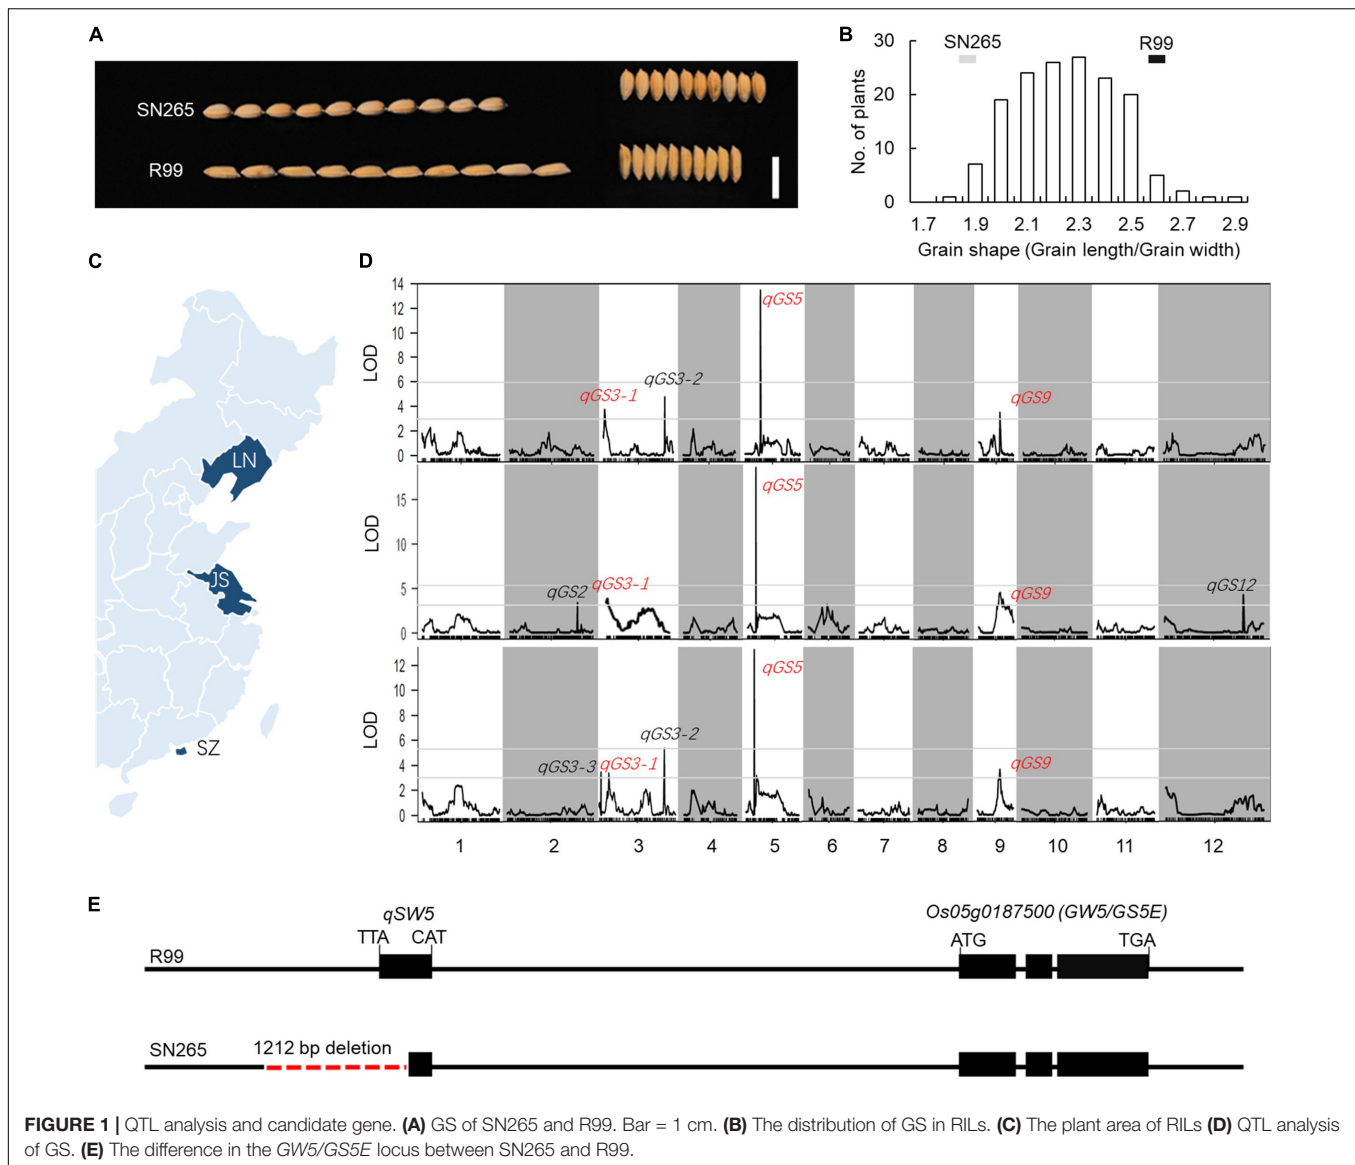 A
SN265
R99
B
30
20
10
0
No. of plants
SN265
R99
1.7 1.9 2.1 2.3 2.5 2.7 2.9
Grain shape (Grain length/Grain width)
C
LN
JS
SZ
D
LOD
14
12
10
8
6
4
2
0
qGS3-1
qGS3-2
qGS5
qGS9
LOD
15
10
5
0
qGS2
qGS3-1
qGS5
qGS9
qGS12
LOD
12
10
8
6
4
2
0
qGS3-3
qGS3-1
qGS3-2
qGS5
qGS9
1 2 3 4 5 6 7 8 9 10 11 12
E
qSW5
Os05g0187500 (GW5/GS5E)
TTA CAT
ATG TGA
R99
SN265
1212 bp deletion
FIGURE 1 | QTL analysis and candidate gene. (A) GS of SN265 and R99. Bar = 1 cm. (B) The distribution of GS in RILs. (C) The plant area of RILs (D) QTL analysis
of GS. (E) The difference in the GW5/GS5E locus between SN265 and R99.